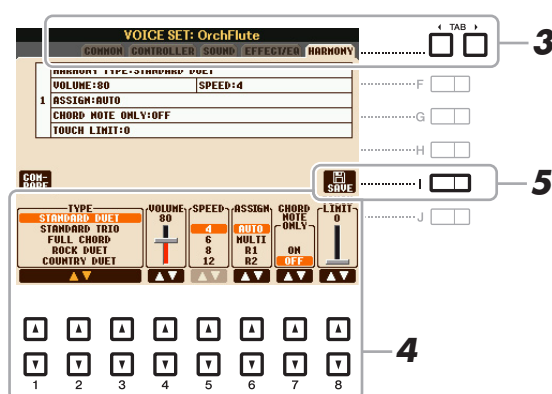 VOICE SET: OrchFlute
COMMON CONTROLLER SOUND EFFECT/EQ HARMONY
TAB
3
HARMONY TYPE:STANDARD DUET
VOLUME:80 SPEED:4
1 ASSIGN:AUTO
CHORD NOTE ONLY:OFF
TOUCH LIMIT:0
F
G
H
COM-
PARE
SAVE
I
5
J
TYPE VOLUME SPEED ASSIGN CHORD NOTE ONLY LIMIT
STANDARD DUET 80 4 AUTO 0
STANDARD TRIO 6 MULTI
FULL CHORD 8 R1 ON
ROCK DUET 12 R2 OFF
COUNTRY DUET
4
1 2 3 4 5 6 7 8